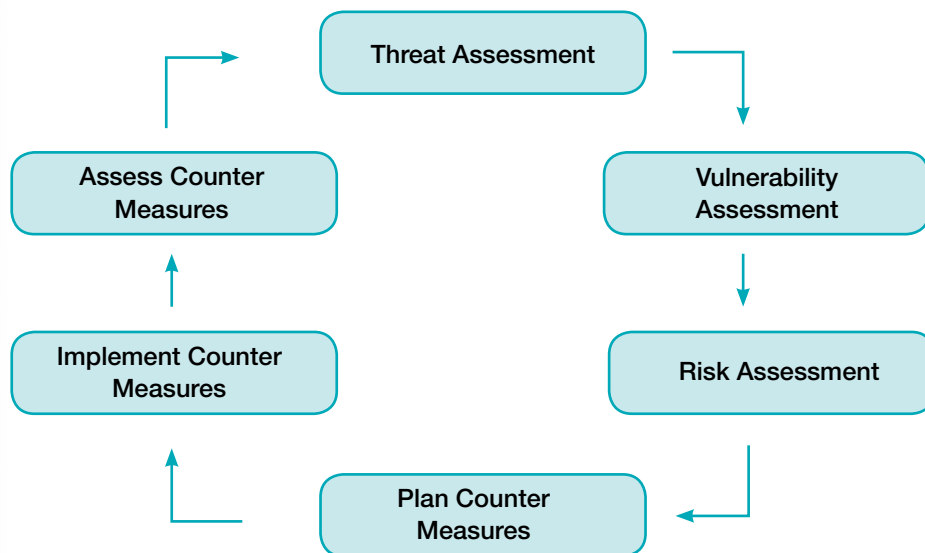 Threat Assessment
Vulnerability
Assessment
Risk Assessment
Plan Counter
Measures
Implement Counter
Measures
Assess Counter
Measures